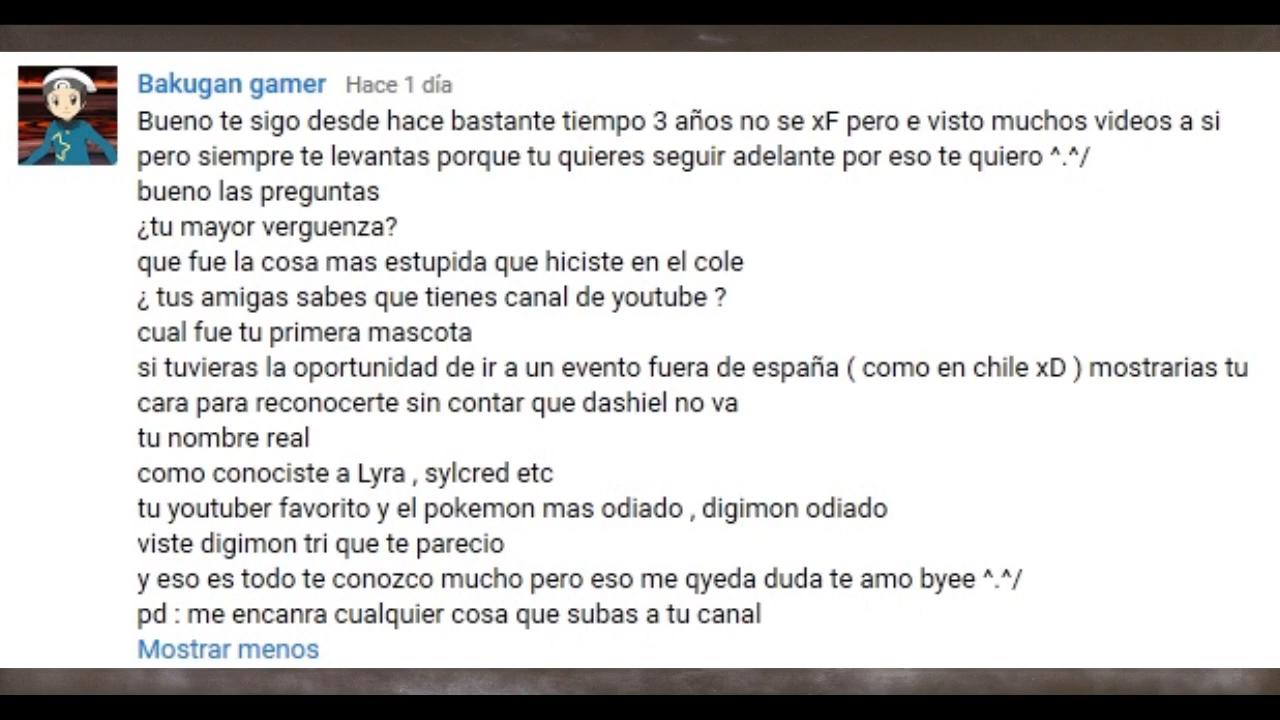 Bakugan gamer Hace 1 día
Bueno te sigo desde hace bastante tiempo 3 años no se xF pero e visto muchos videos a si
pero siempre te levantas porque tu quieres seguir adelante por eso te quiero ^.^/
bueno las preguntas
¿tu mayor verguenza?
que fue la cosa mas estupida que hiciste en el cole
¿ tus amigas sabes que tienes canal de youtube ?
cual fue tu primera mascota
si tuvieras la oportunidad de ir a un evento fuera de españa ( como en chile xD ) mostrarias tu
cara para reconocerte sin contar que dashiel no va
tu nombre real
como conociste a Lyra , sylcred etc
tu youtuber favorito y el pokemon mas odiado , digimon odiado
viste digimon tri que te parecio
y eso es todo te conozco mucho pero eso me qyeda duda te amo byee ^.^/
pd : me encanra cualquier cosa que subas a tu canal
Mostrar menos